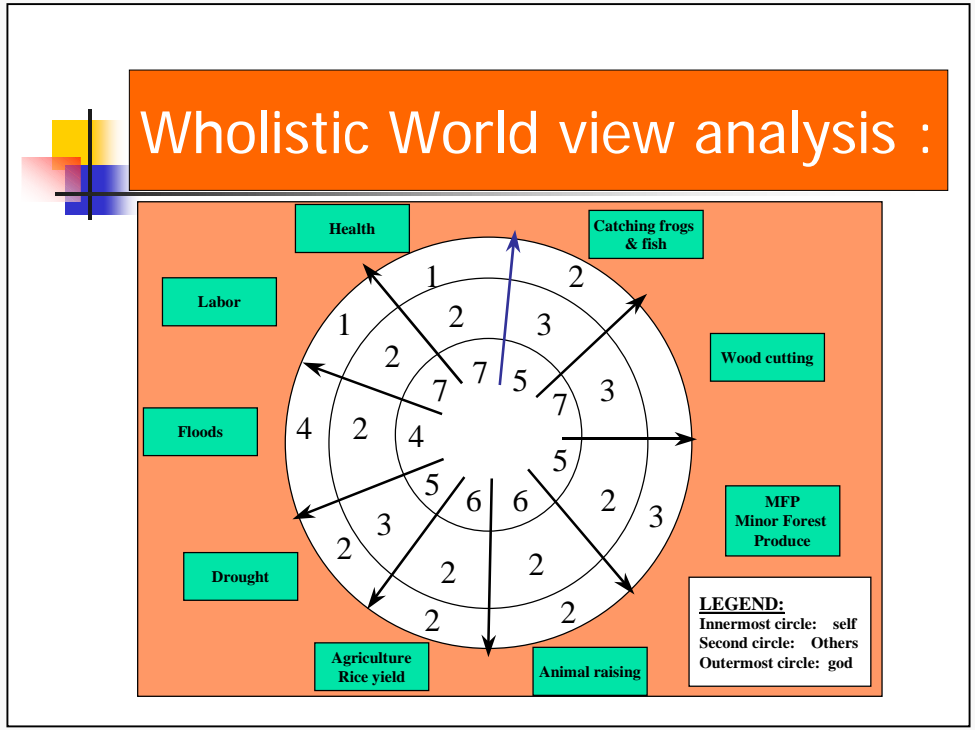 Wholistic World view analysis :
Health
Catching frogs
& fish
Labor
Wood cutting
Floods
MFP
Minor Forest
Produce
Drought
Agriculture
Rice yield
Animal raising
1
2
1
2
3
2
7
7
5
7
3
4
2
4
5
5
6
6
2
3
3
2
2
2
2
2
LEGEND:
Innermost circle: self
Second circle: Others
Outermost circle: god